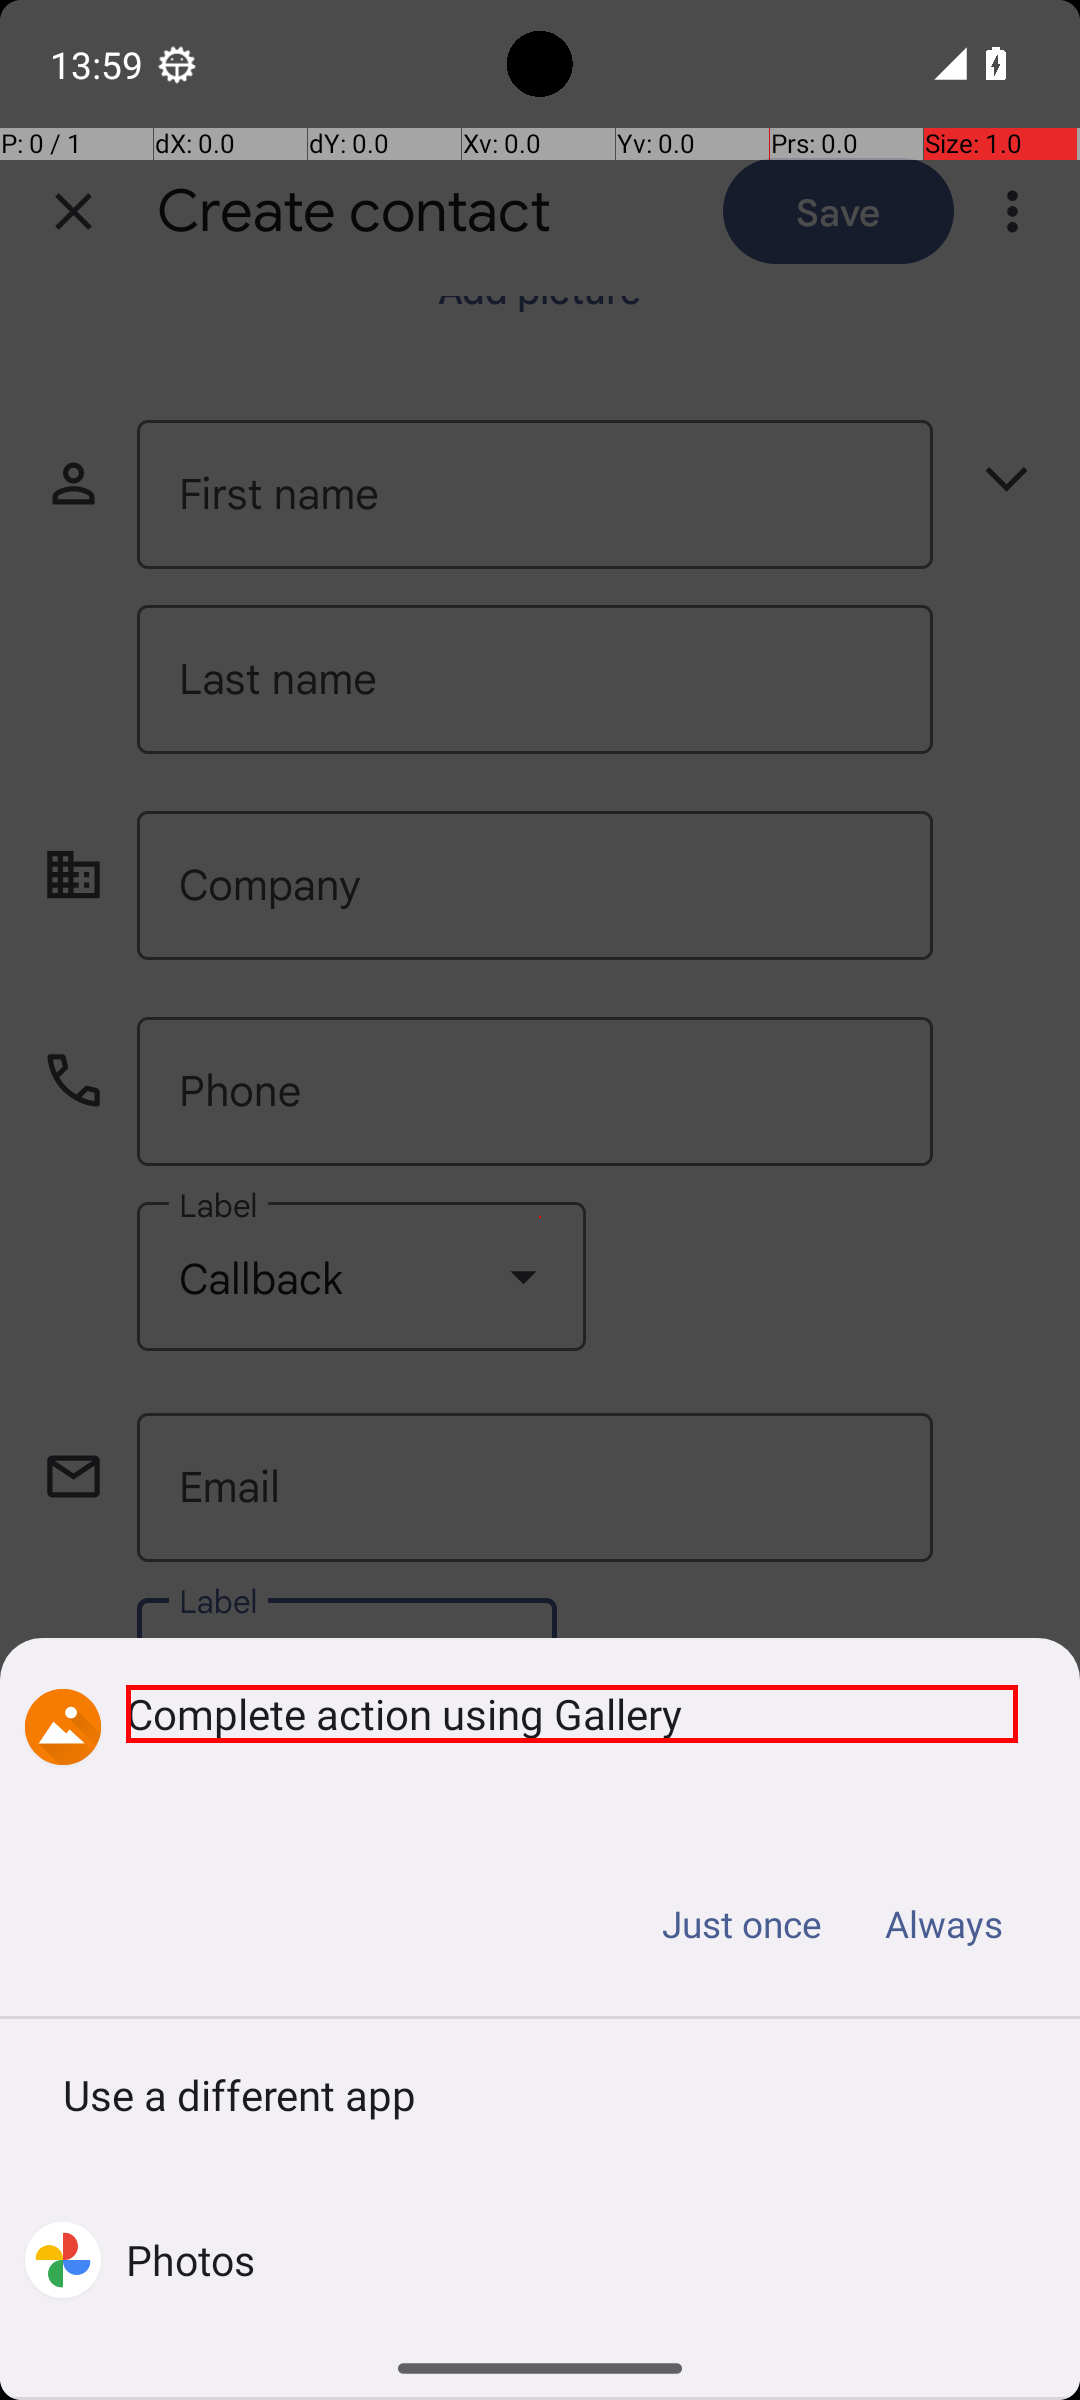 13:59
P: 0 / 1 dX: 0.0 dY: 0.0 Xv: 0.0 Yv: 0.0 Prs: 0.0 Size: 1.0
Create contact Save
Add picture
First name
Last name
Company
Phone
Label
Callback
Email
Label
Complete action using Gallery
Just once Always
Use a different app
Photos